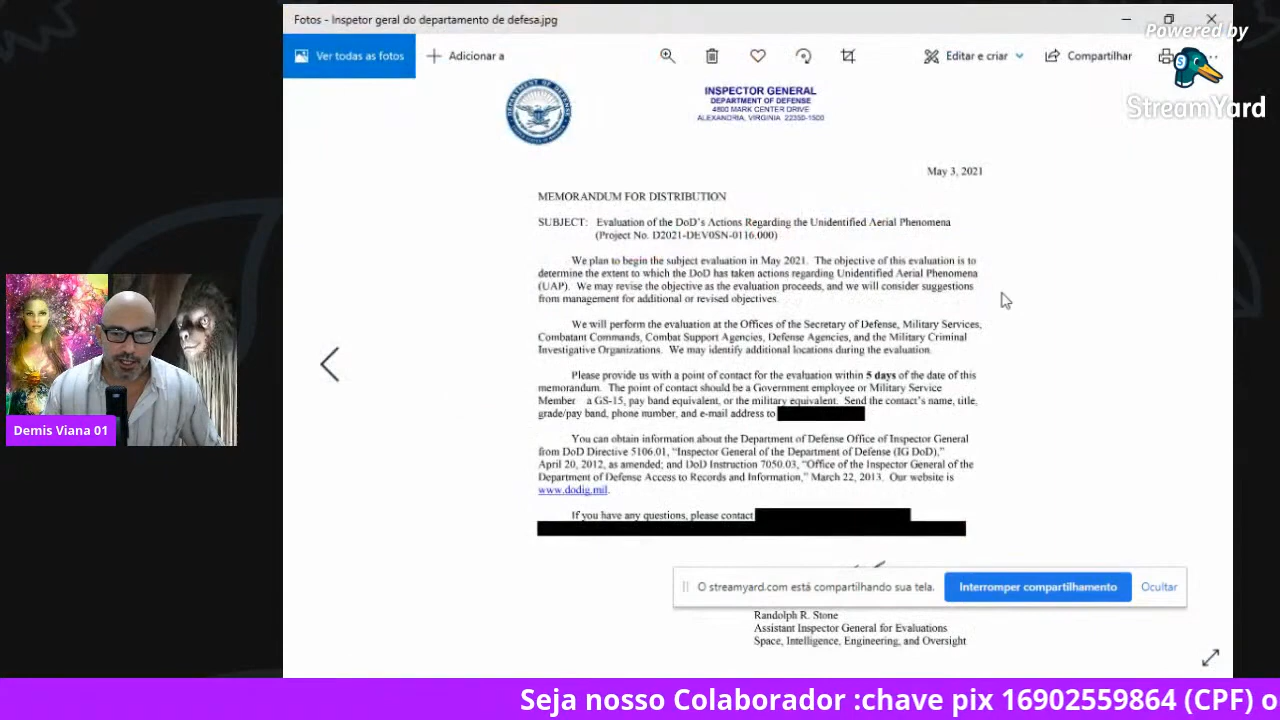 Fotos - Inspetor geral do departamento de defesa.jpg
Powered by
StreamYard
Ver todas as fotos
Adicionar a
Editar e criar
Compartilhar
INSPECTOR GENERAL
DEPARTMENT OF DEFENSE
4800 MARK CENTER DRIVE
ALEXANDRIA, VIRGINIA 22350-1500
May 3, 2021
MEMORANDUM FOR DISTRIBUTION
SUBJECT: Evaluation of the DoD's Actions Regarding the Unidentified Aerial Phenomena
(Project No. D2021-DEV0SN-0116.000)
We plan to begin the subject evaluation in May 2021. The objective of this evaluation is to
determine the extent to which the DoD has taken actions regarding Unidentified Aerial Phenomena
(UAP). We may revise the objective as the evaluation proceeds, and we will consider suggestions
from management for additional or revised objectives.
We will perform the evaluation at the Offices of the Secretary of Defense, Military Services,
Combatant Commands, Combat Support Agencies, Defense Agencies, and the Military Criminal
Investigative Organizations. We may identify additional locations during the evaluation.
Please provide us with a point of contact for the evaluation within 5 days of the date of this
memorandum. The point of contact should be a Government employee or Military Service
Member a GS-15, pay band equivalent, or the military equivalent. Send the contact's name, title,
grade/pay band, phone number, and e-mail address to
You can obtain information about the Department of Defense Office of Inspector General
from DoD Directive 5106.01, "Inspector General of the Department of Defense (IG DoD),"
April 20, 2012, as amended; and DoD Instruction 7050.03, "Office of the Inspector General of the
Department of Defense Access to Records and Information," March 22, 2013. Our website is
www.dodig.mil.
If you have any questions, please contact
O streamyard.com está compartilhando sua tela.
Interromper compartilhamento
Ocultar
Randolph R. Stone
Assistant Inspector General for Evaluations
Space, Intelligence, Engineering, and Oversight
Demis Viana 01
Seja nosso Colaborador :chave pix 16902559864 (CPF) o